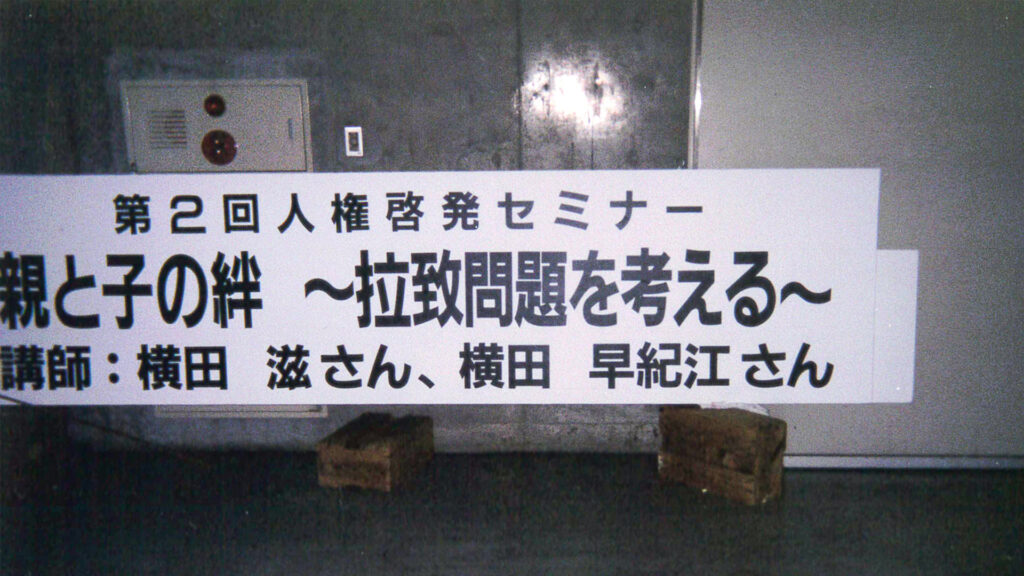 第2回人権啓発セミナー
親と子の絆 ～拉致問題を考える～
講師：横田 滋さん、横田 早紀江さん